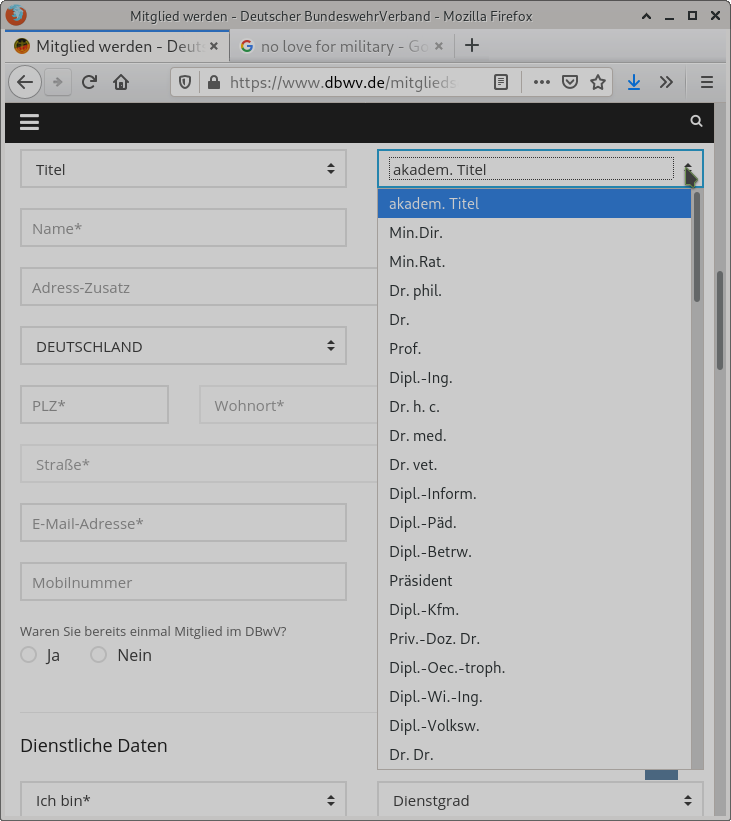 Mitglied werden - Deutscher BundeswehrVerband - Mozilla Firefox
Mitglied werden - Deuts
no love for military - Go
https://www.dbwv.de/mitglieds
Titel
akadem. Titel
akadem. Titel
Name*
Min.Dir.
Min.Rat.
Adress-Zusatz
Dr. phil.
Dr.
DEUTSCHLAND
Prof.
Dipl.-Ing.
PLZ*
Wohnort*
Dr. h. c.
Dr. med.
Straße*
Dr. vet.
Dipl.-Inform.
E-Mail-Adresse*
Dipl.-Päd.
Dipl.-Betrw.
Mobilnummer
Präsident
Dipl.-Kfm.
Waren Sie bereits einmal Mitglied im DBwV?
Priv.-Doz. Dr.
Ja
Nein
Dipl.-Oec.-troph.
Dipl.-Wi.-Ing.
Dipl.-Volksw.
Dienstliche Daten
Dr. Dr.
Ich bin*
Dienstgrad